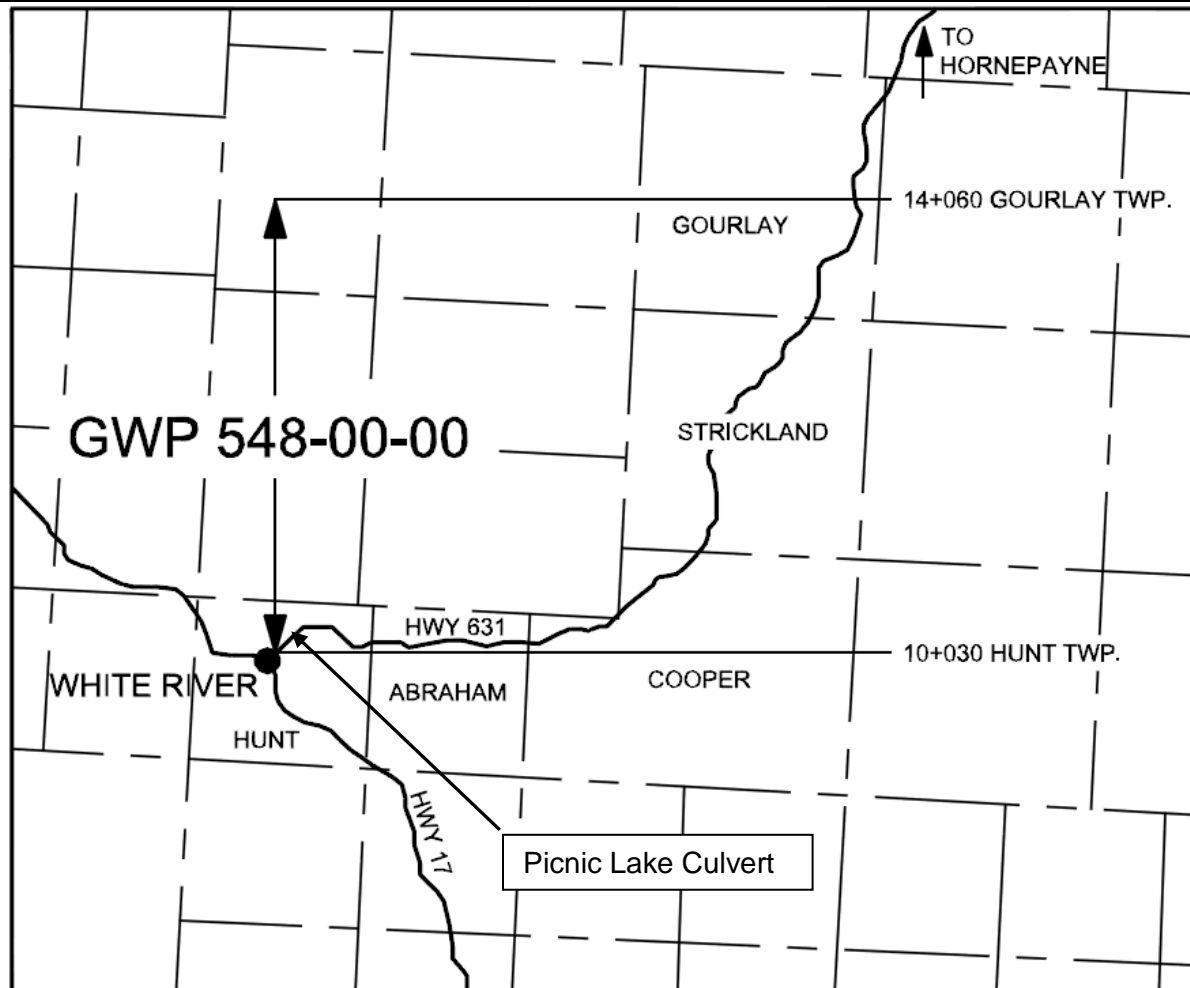 TO
HORNEPAYNE
14+060 GOURLAY TWP.
GOURLAY
GWP 548-00-00
STRICKLAND
HWY 631
10+030 HUNT TWP.
WHITE RIVER
ABRAHAM
COOPER
HUNT
HWY 17
Picnic Lake Culvert